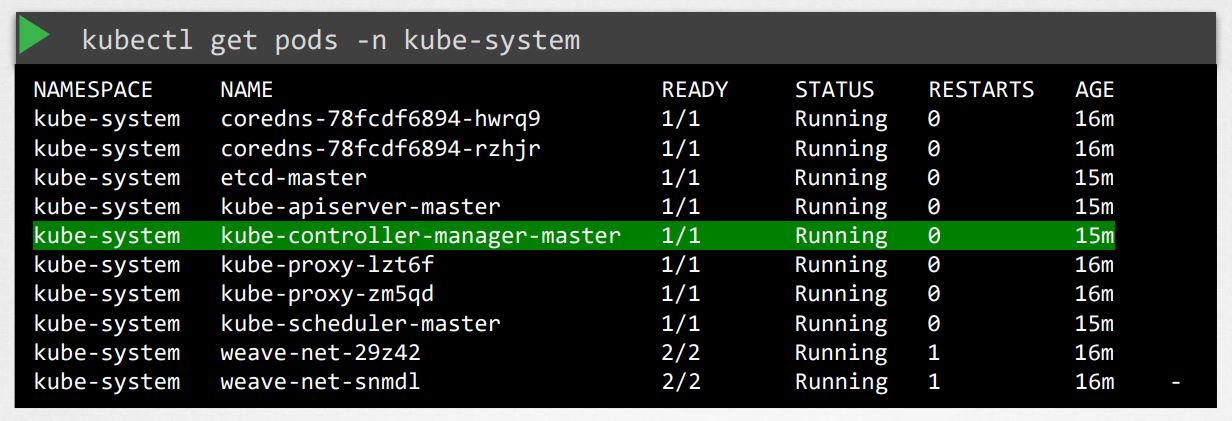 kubectl get pods -n kube-system
NAMESPACE NAME READY STATUS RESTARTS AGE
kube-system coredns-78fcdf6894-hwrq9 1/1 Running 0 16m
kube-system coredns-78fcdf6894-rzhjr 1/1 Running 0 16m
kube-system etcd-master 1/1 Running 0 15m
kube-system kube-apiserver-master 1/1 Running 0 15m
kube-system kube-controller-manager-master 1/1 Running 0 15m
kube-system kube-proxy-lzt6f 1/1 Running 0 16m
kube-system kube-proxy-zm5qd 1/1 Running 0 16m
kube-system kube-scheduler-master 1/1 Running 0 15m
kube-system weave-net-29z42 2/2 Running 1 16m
kube-system weave-net-snmdl 2/2 Running 1 16m -